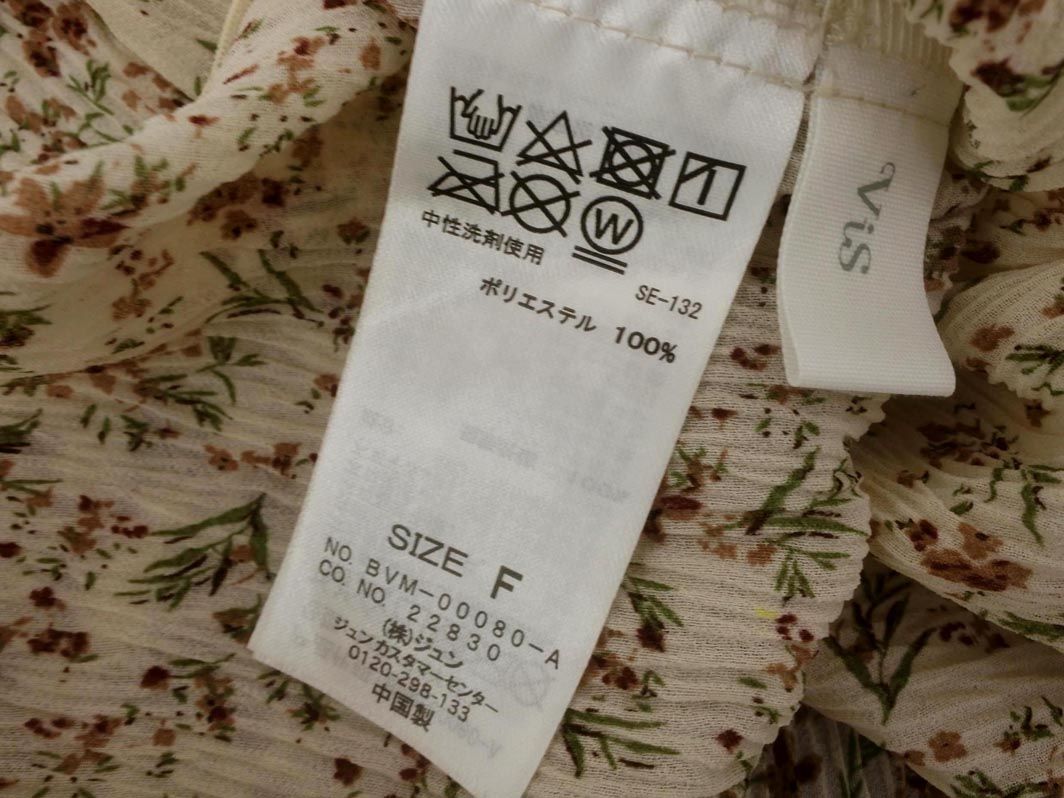 中性洗剤使用
SE-132
ポリエステル 100%
SIZE F
NO. BVM-00080-A
CO. NO. 22830
(株)ジュン
ジュンカスタマーセンター
0120-298-133
中国製
ViS